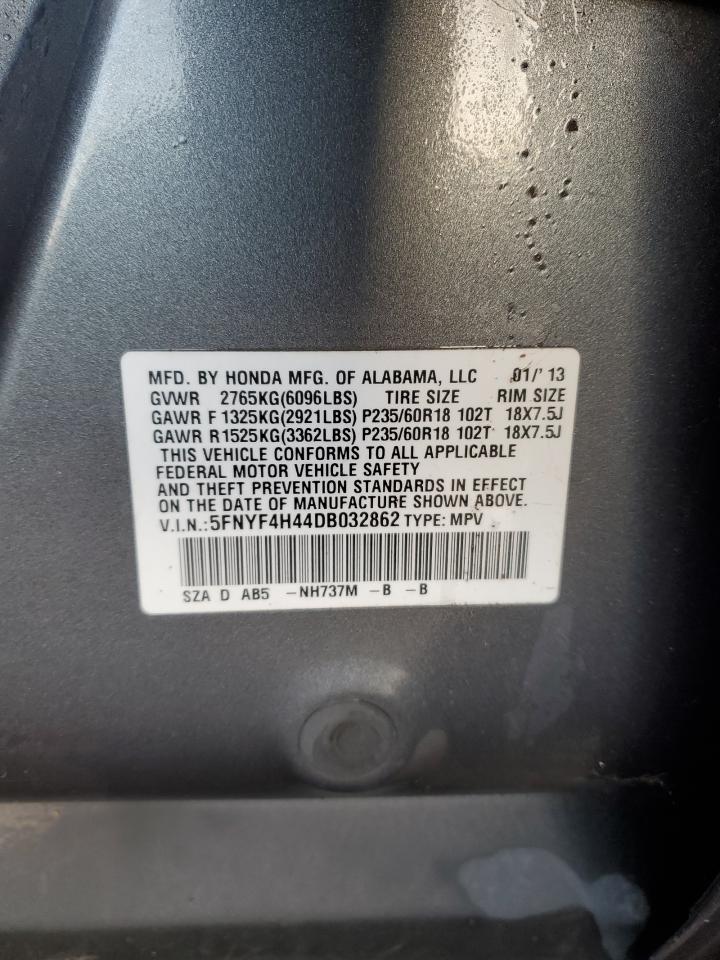 MFD. BY HONDA MFG. OF ALABAMA, LLC 01/'13
GVWR 2765KG(6096LBS) TIRE SIZE RIM SIZE
GAWR F 1325KG(2921LBS) P235/60R18 102T 18X7.5J
GAWR R1525KG(3362LBS) P235/60R18 102T 18X7.5J
THIS VEHICLE CONFORMS TO ALL APPLICABLE
FEDERAL MOTOR VEHICLE SAFETY
AND THEFT PREVENTION STANDARDS IN EFFECT
ON THE DATE OF MANUFACTURE SHOWN ABOVE.
V.I.N.:5FNYF4H44DB032862 TYPE: MPV
SZA D AB5 -NH737M -B -B